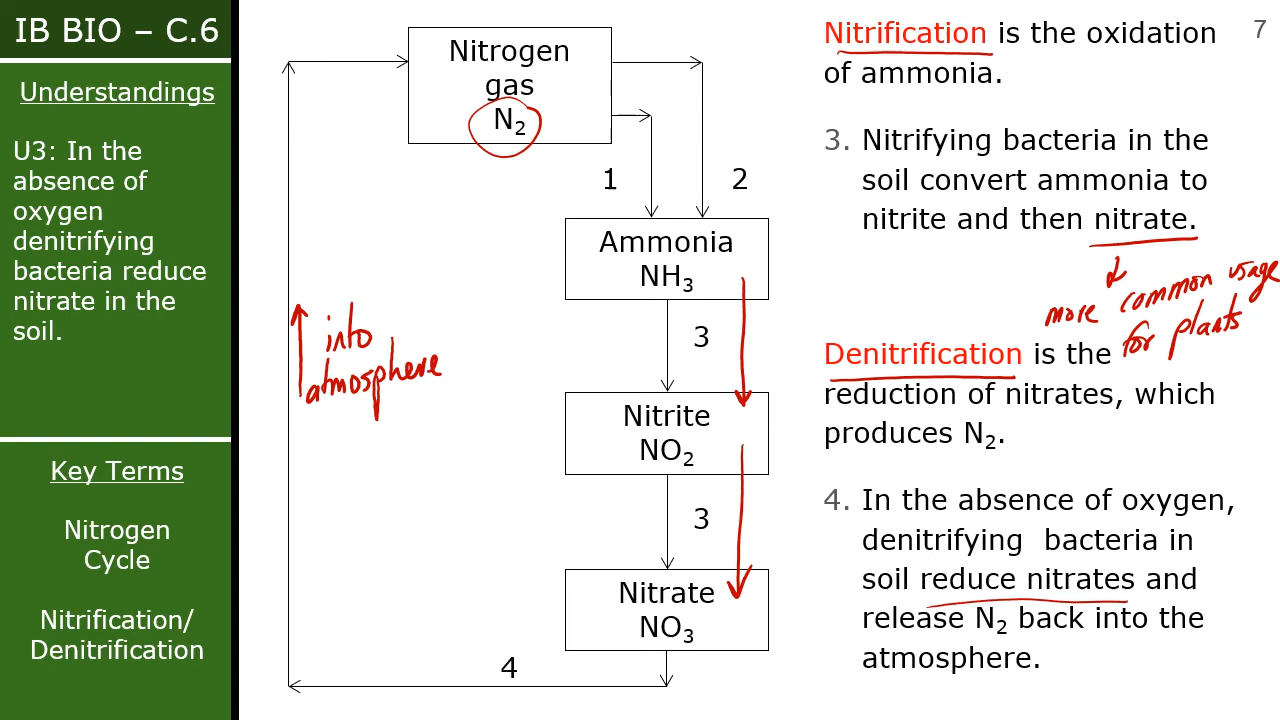 IB BIO – C.6
Understandings
U3: In the
absence of
oxygen
denitrifying
bacteria reduce
nitrate in the
soil.
Key Terms
Nitrogen
Cycle
Nitrification/
Denitrification
Nitrogen
gas
N₂
1
2
Ammonia
NH₃
3
into
atmosphere
Nitrite
NO₂
3
Nitrate
NO₃
4
7
Nitrification is the oxidation
of ammonia.
3. Nitrifying bacteria in the
soil convert ammonia to
nitrite and then nitrate.
more common usage
for plants
Denitrification is the
reduction of nitrates, which
produces N₂.
4. In the absence of oxygen,
denitrifying bacteria in
soil reduce nitrates and
release N₂ back into the
atmosphere.